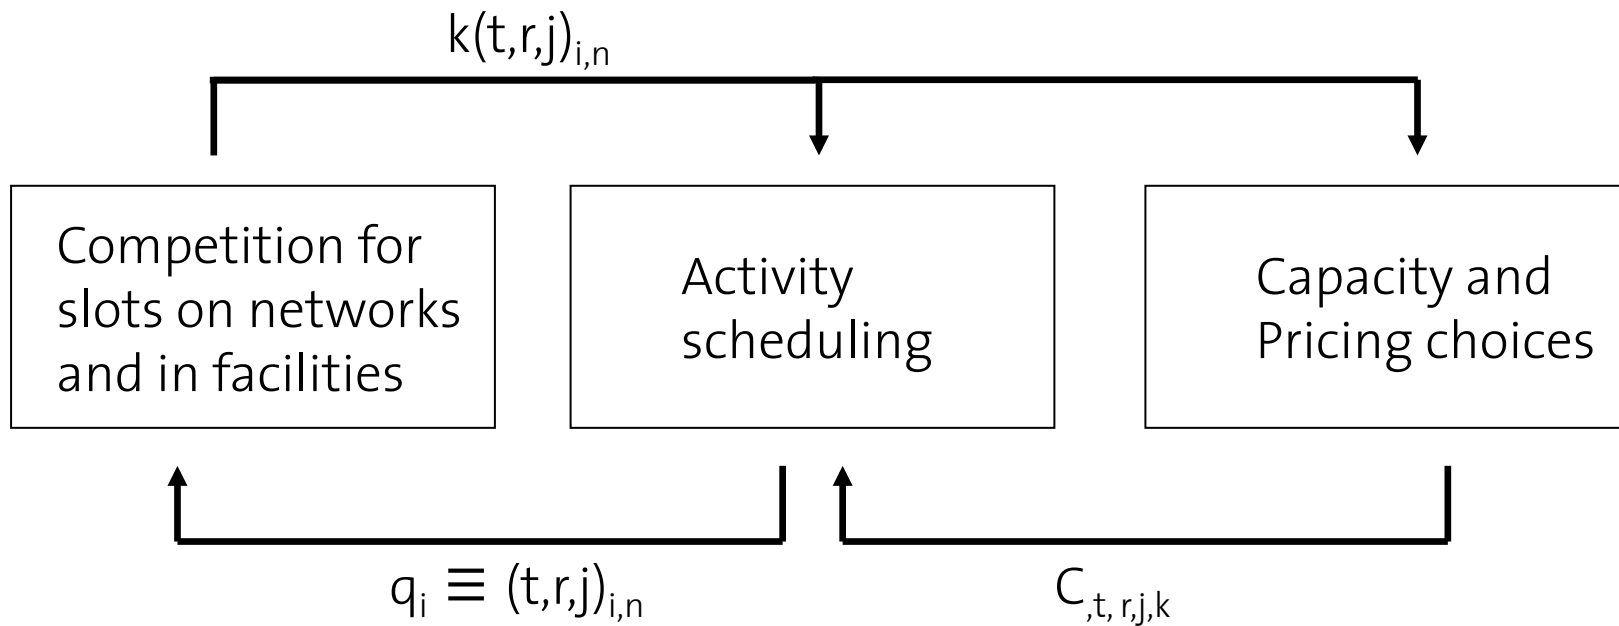 k(t,r,j)i,n
Competition for
slots on networks
and in facilities
Activity
scheduling
Capacity and
Pricing choices
qi ≡ (t,r,j)i,n
C,t, r,j,k